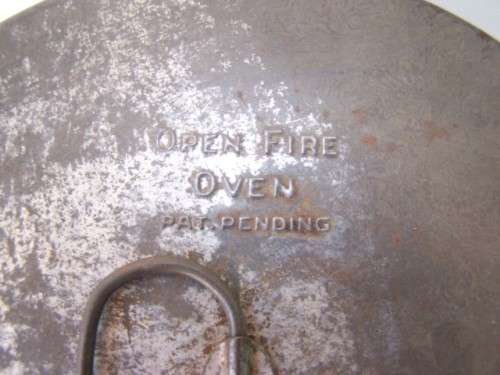 OPEN FIRE
OVEN
PAT. PENDING